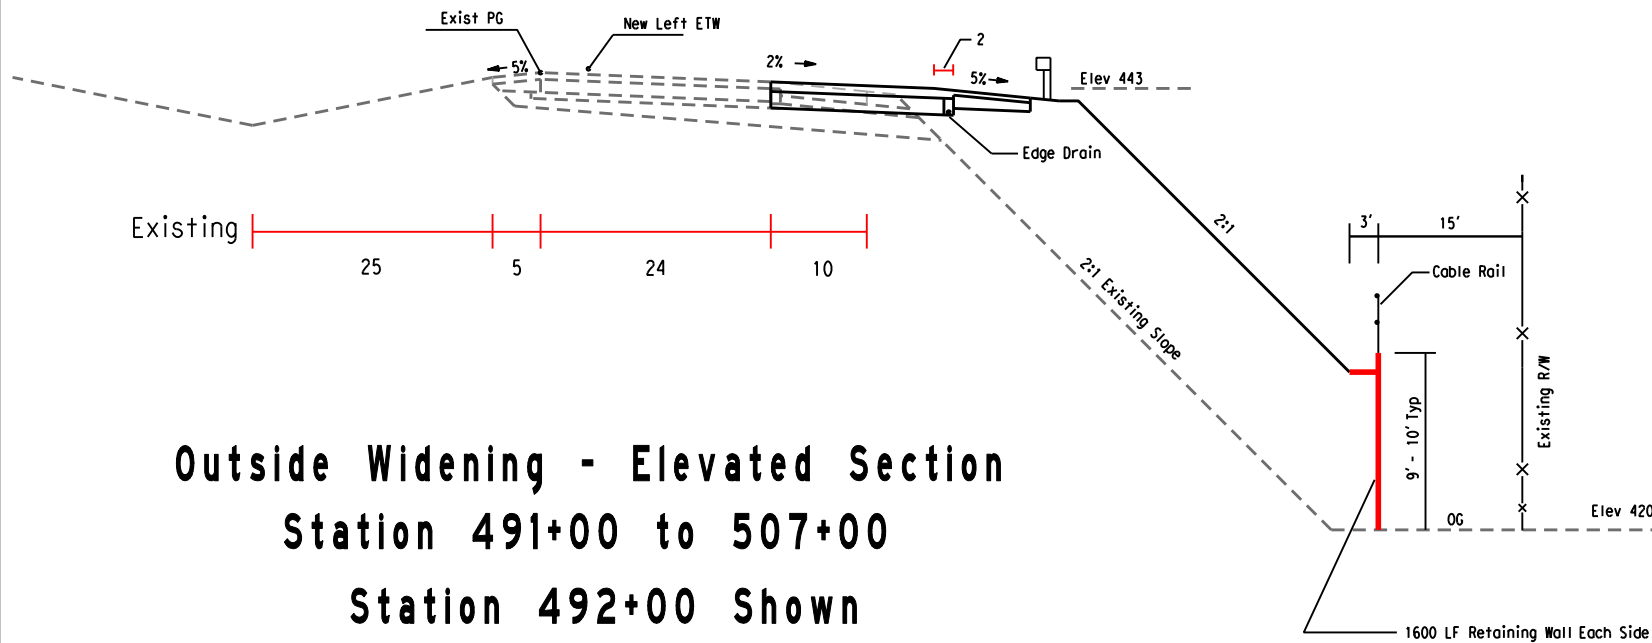 Exist PG
New Left ETW
2
5%
2%
5%
Elev 443
Edge Drain
Existing
25
5
24
10
2:1
2:1 Existing Slope
3'
15'
Cable Rail
9' - 10' Typ
Existing R/W
OG
Elev 420
1600 LF Retaining Wall Each Side
Outside Widening - Elevated Section
Station 491+00 to 507+00
Station 492+00 Shown